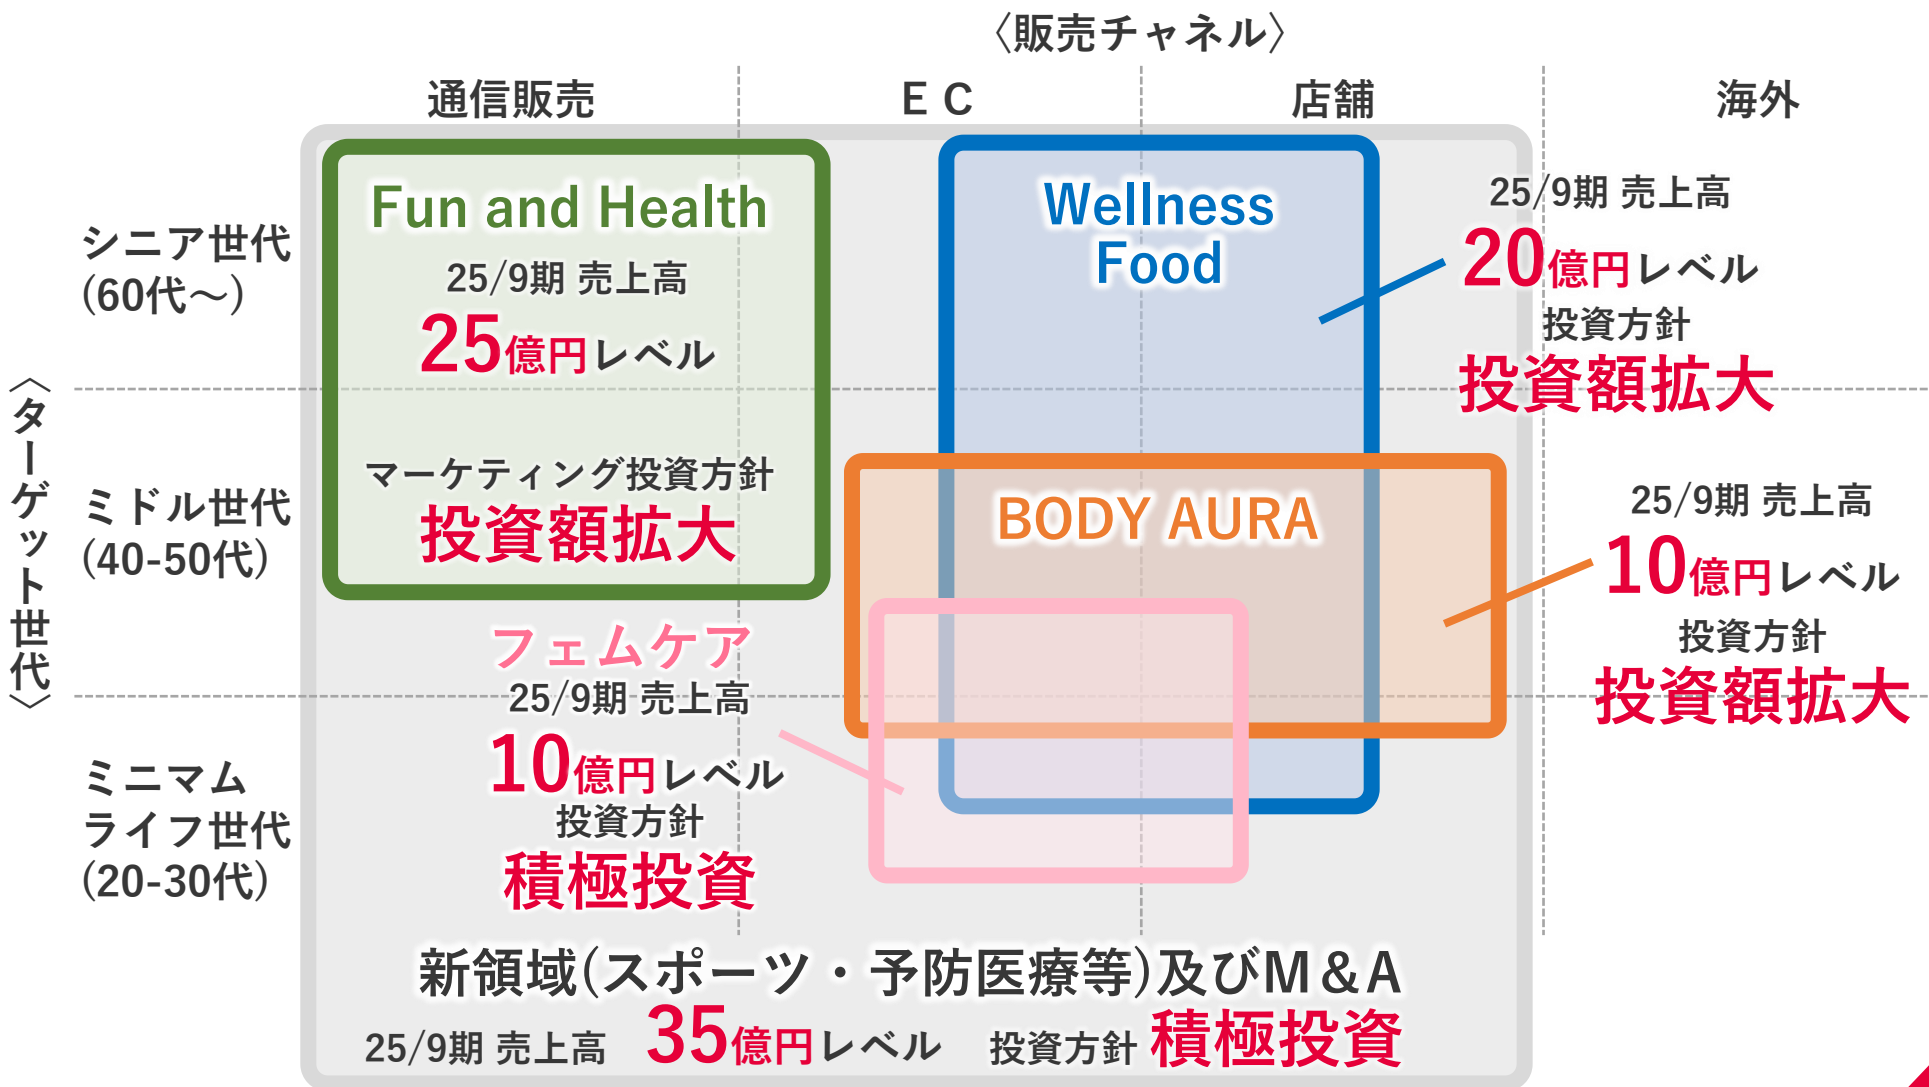 〈販売チャネル〉
通信販売
ＥＣ
店舗
海外
〈ターゲット世代〉
シニア世代
(60代～)
ミドル世代
(40-50代)
ミニマム
ライフ世代
(20-30代)
Fun and Health
25/9期 売上高
25億円レベル
マーケティング投資方針
投資額拡大
Wellness
Food
25/9期 売上高
20億円レベル
投資方針
投資額拡大
BODY AURA
25/9期 売上高
10億円レベル
投資方針
投資額拡大
フェムケア
25/9期 売上高
10億円レベル
投資方針
積極投資
新領域(スポーツ・予防医療等)及びM＆A
25/9期 売上高 35億円レベル 投資方針 積極投資